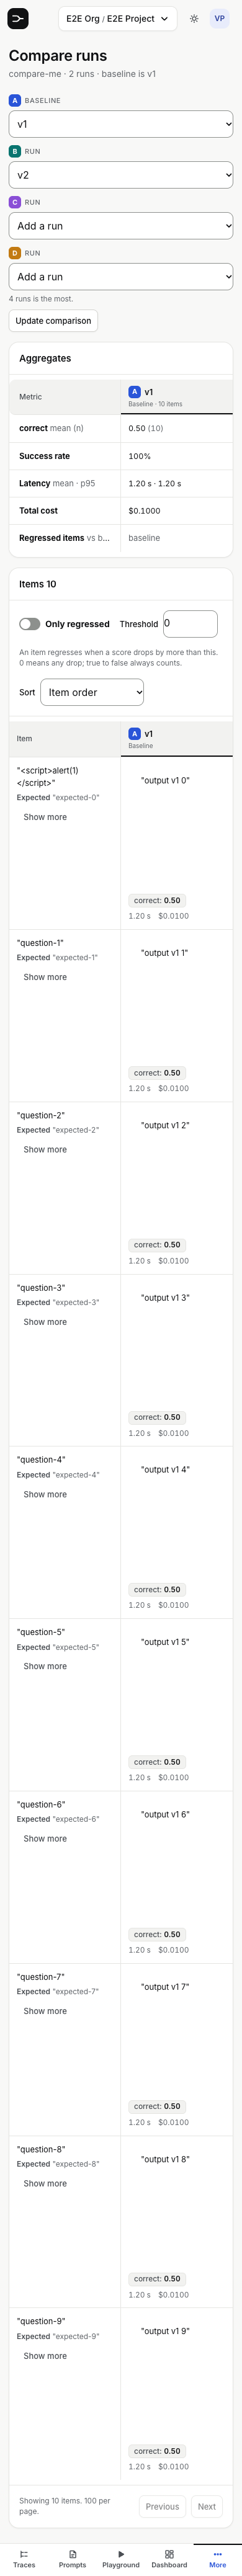 E2E Org / E2E Project
VP
Compare runs
compare-me · 2 runs · baseline is v1
A BASELINE
v1
B RUN
v2
C RUN
Add a run
D RUN
Add a run
4 runs is the most.
Update comparison
Aggregates
Metric
A v1
Baseline · 10 items
correct mean (n)
0.50 (10)
Success rate
100%
Latency mean · p95
1.20 s · 1.20 s
Total cost
$0.1000
Regressed items vs b...
baseline
Items 10
Only regressed
Threshold
0
An item regresses when a score drops by more than this.
0 means any drop; true to false always counts.
Sort
Item order
Item
A v1
Baseline
"<script>alert(1)
</script>"
Expected "expected-0"
Show more
"output v1 0"
correct: 0.50
1.20 s $0.0100
"question-1"
Expected "expected-1"
Show more
"output v1 1"
correct: 0.50
1.20 s $0.0100
"question-2"
Expected "expected-2"
Show more
"output v1 2"
correct: 0.50
1.20 s $0.0100
"question-3"
Expected "expected-3"
Show more
"output v1 3"
correct: 0.50
1.20 s $0.0100
"question-4"
Expected "expected-4"
Show more
"output v1 4"
correct: 0.50
1.20 s $0.0100
"question-5"
Expected "expected-5"
Show more
"output v1 5"
correct: 0.50
1.20 s $0.0100
"question-6"
Expected "expected-6"
Show more
"output v1 6"
correct: 0.50
1.20 s $0.0100
"question-7"
Expected "expected-7"
Show more
"output v1 7"
correct: 0.50
1.20 s $0.0100
"question-8"
Expected "expected-8"
Show more
"output v1 8"
correct: 0.50
1.20 s $0.0100
"question-9"
Expected "expected-9"
Show more
"output v1 9"
correct: 0.50
1.20 s $0.0100
Showing 10 items. 100 per
page.
Previous
Next
Traces
Prompts
Playground
Dashboard
More